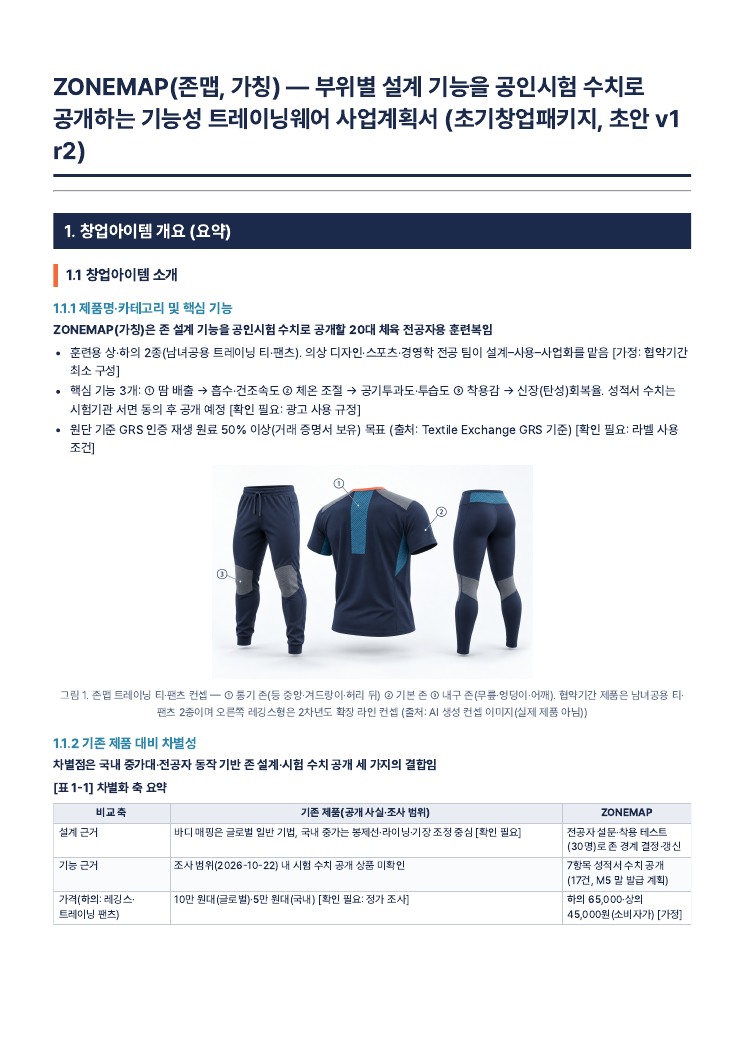 ZONEMAP(존맵, 가칭) — 부위별 설계 기능을 공인시험 수치로
공개하는 기능성 트레이닝웨어 사업계획서 (초기창업패키지, 초안 v1
r2)
1. 창업아이템 개요 (요약)
1.1 창업아이템 소개
1.1.1 제품명·카테고리 및 핵심 기능
ZONEMAP(가칭)은 존 설계 기능을 공인시험 수치로 공개할 20대 체육 전공자용 훈련복임
• 훈련용 상·하의 2종(남녀공용 트레이닝 티·팬츠). 의상 디자인·스포츠·경영학 전공 팀이 설계–사용–사업화를 맡음 [가정: 협약기간
최소 구성]
• 핵심 기능 3개: ① 땀 배출 → 흡수·건조속도 ② 체온 조절 → 공기투과도·투습도 ③ 착용감 → 신장(탄성)회복율. 성적서 수치는
시험기관 서면 동의 후 공개 예정 [확인 필요: 광고 사용 규정]
• 원단 기준 GRS 인증 재생 원료 50% 이상(거래 증명서 보유) 목표 (출처: Textile Exchange GRS 기준) [확인 필요: 라벨 사용
조건]
①
②
③
그림 1. 존맵 트레이닝 티·팬츠 컨셉 — ① 통기 존(등 중앙·겨드랑이·허리 뒤) ② 기본 존 ③ 내구 존(무릎·엉덩이·어깨). 협약기간 제품은 남녀공용 티·
팬츠 2종이며 오른쪽 레깅스형은 2차년도 확장 라인 컨셉 (출처: AI 생성 컨셉 이미지(실제 제품 아님))
1.1.2 기존 제품 대비 차별성
차별점은 국내 중가대·전공자 동작 기반 존 설계·시험 수치 공개 세 가지의 결합임
[표 1-1] 차별화 축 요약
비교 축 기존 제품(공개 사실·조사 범위) ZONEMAP
설계 근거 바디 매핑은 글로벌 일반 기법, 국내 중가는 봉제선·라이닝·기장 조정 중심 [확인 필요] 전공자 설문·착용 테스트
(30명)로 존 경계 결정·갱신
기능 근거 조사 범위(2026-10-22) 내 시험 수치 공개 상품 미확인 7항목 성적서 수치 공개
(17건, M5 말 발급 계획)
가격(하의: 레깅스· 10만 원대(글로벌)·5만 원대(국내) [확인 필요: 정가 조사] 하의 65,000·상의
트레이닝 팬츠) 45,000원(소비자가) [가정]